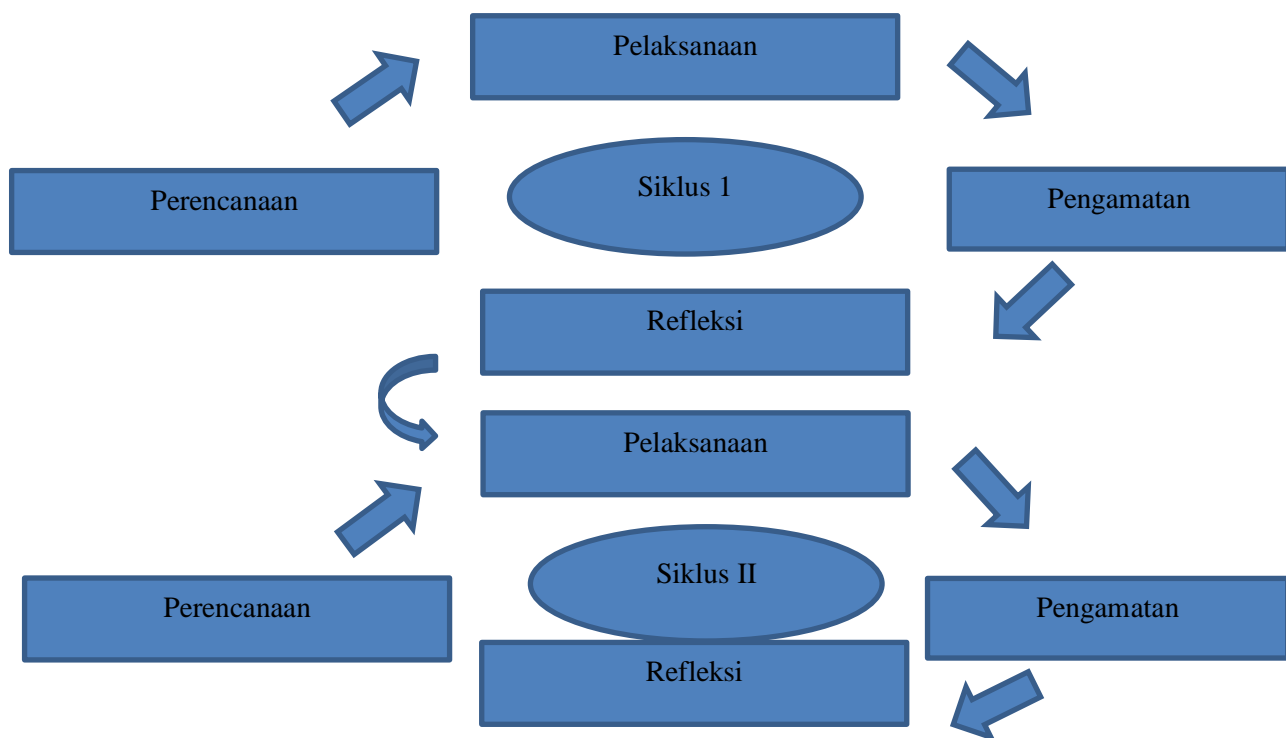 Pelaksanaan
Perencanaan
Siklus 1
Pengamatan
Refleksi
Pelaksanaan
Perencanaan
Siklus II
Pengamatan
Refleksi